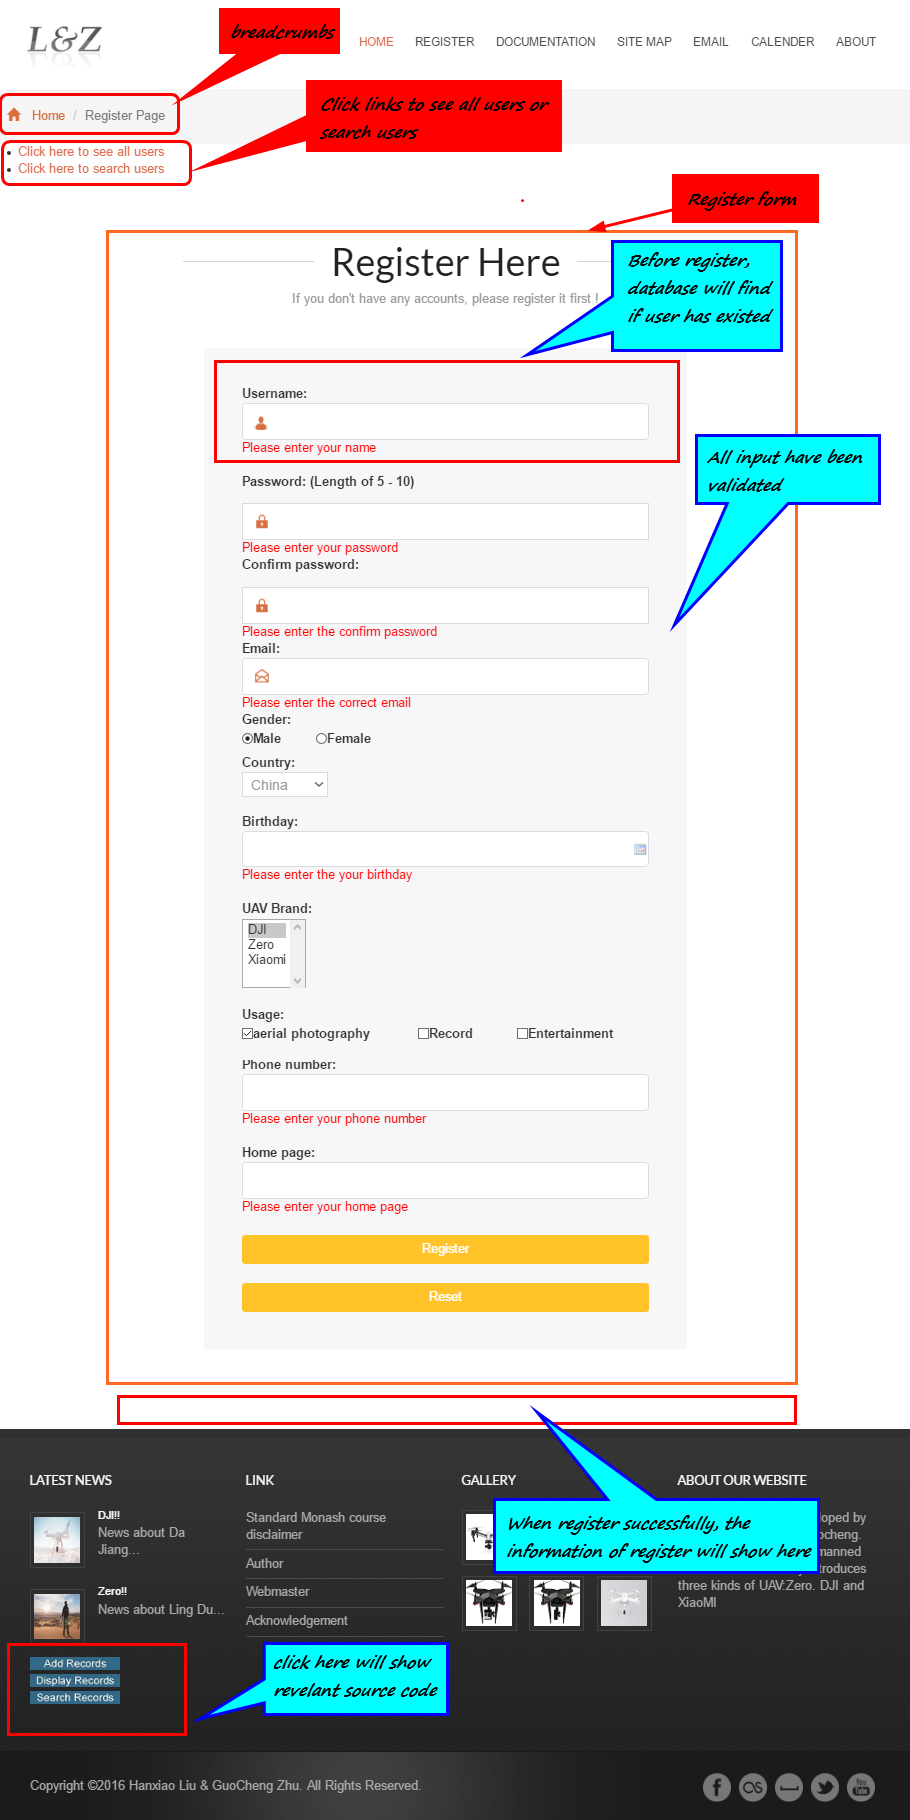 L&Z
breadcrumbs
HOME REGISTER DOCUMENTATION SITE MAP EMAIL CALENDER ABOUT
Home / Register Page
Click links to see all users or
search users
Click here to see all users
Click here to search users
Register form
Register Here
If you don't have any accounts, please register it first !
Before register,
database will find
if user has existed
Username:
Please enter your name
All input have been
validated
Password: (Length of 5 - 10)
Please enter your password
Confirm password:
Please enter the confirm password
Email:
Please enter the correct email
Gender:
Male Female
Country:
China
Birthday:
Please enter the your birthday
UAV Brand:
DJI
Zero
Xiaomi
Usage:
aerial photography Record Entertainment
Phone number:
Please enter your phone number
Home page:
Please enter your home page
Register
Reset
LATEST NEWS
DJI!!
News about Da
Jiang...
Zero!!
News about Ling Du...
Add Records
Display Records
Search Records
LINK
Standard Monash course
disclaimer
Author
Webmaster
Acknowledgement
click here will show
revelant source code
GALLERY
When register successfully, the
information of register will show here
ABOUT OUR WEBSITE
three kinds of UAV:Zero. DJI and
XiaoMI
Copyright ©2016 Hanxiao Liu & GuoCheng Zhu. All Rights Reserved.
You
Tube